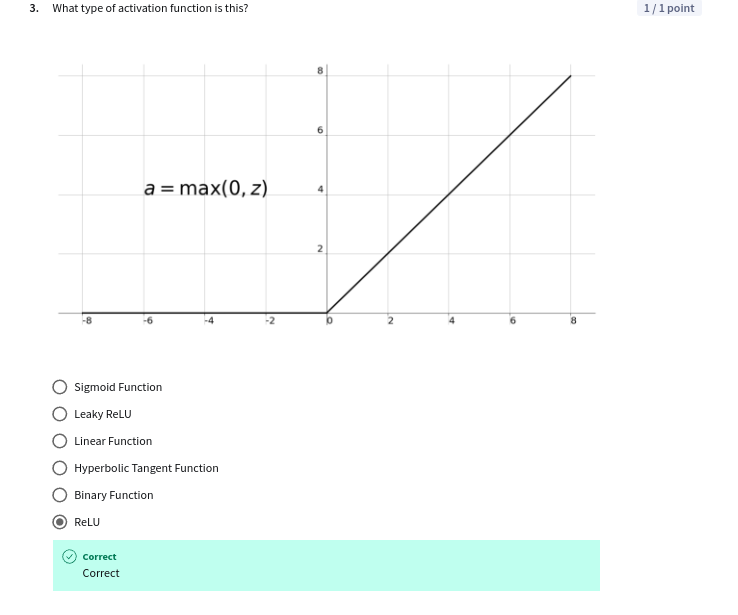 3. What type of activation function is this?
1 / 1 point
8
6
a = max(0, z)
4
2
-8 -6 -4 -2 0 2 4 6 8
Sigmoid Function
Leaky ReLU
Linear Function
Hyperbolic Tangent Function
Binary Function
ReLU
Correct
Correct